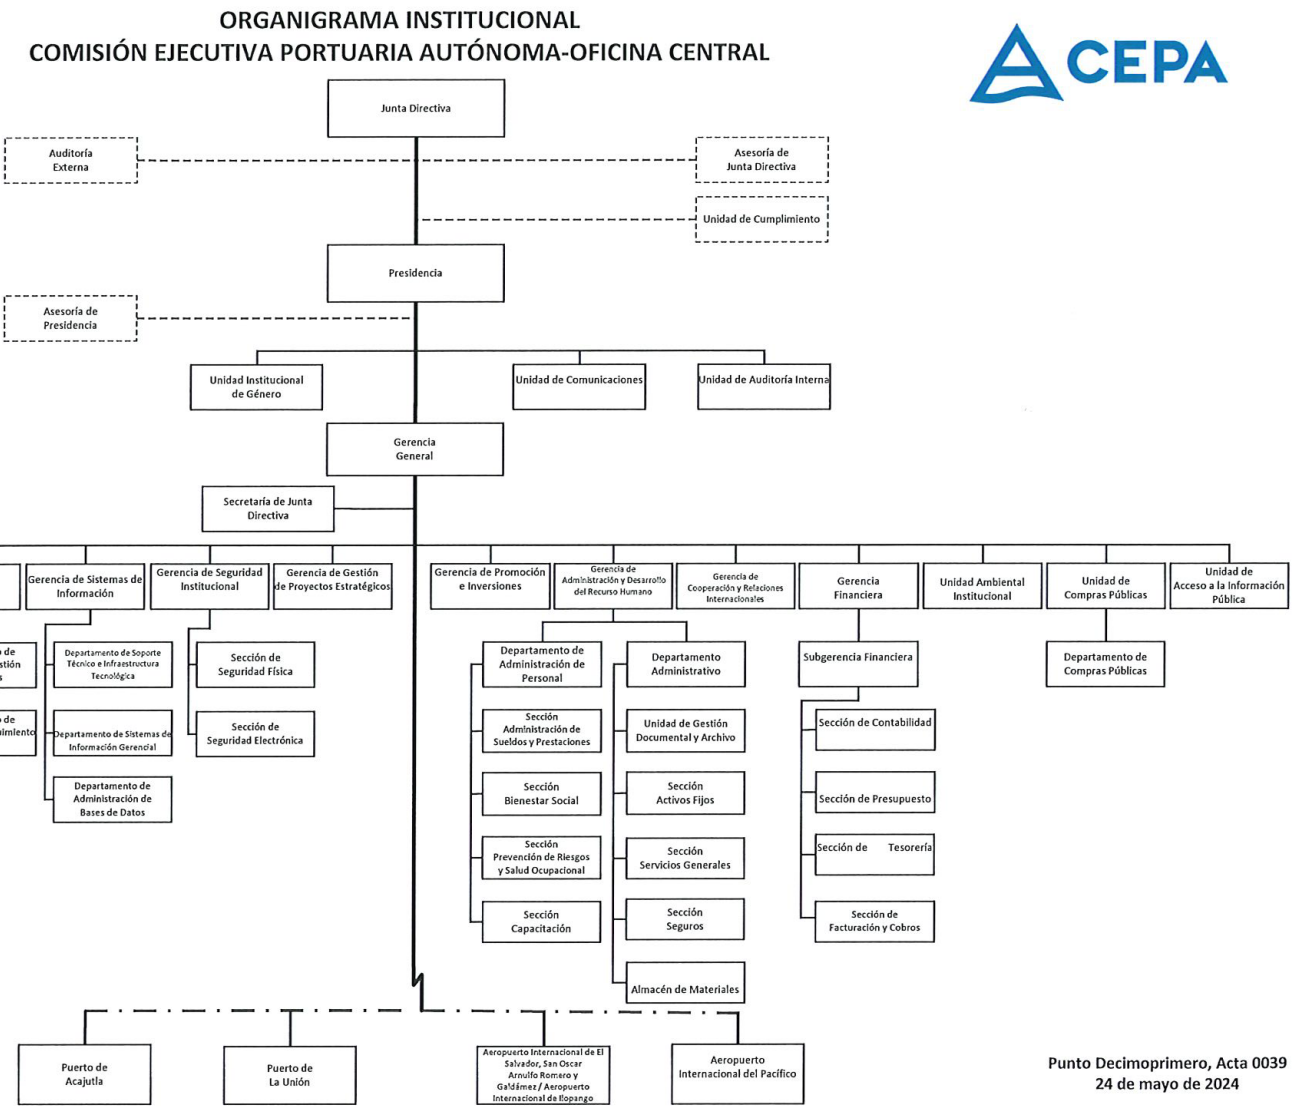 ORGANIGRAMA INSTITUCIONAL
COMISIÓN EJECUTIVA PORTUARIA AUTÓNOMA-OFICINA CENTRAL
CEPA
Junta Directiva
Auditoría
Externa
Asesoría de
Junta Directiva
Unidad de Cumplimiento
Presidencia
Asesoría de
Presidencia
Unidad Institucional
de Género
Unidad de Comunicaciones
Unidad de Auditoría Interna
Gerencia
General
Secretaría de Junta
Directiva
Gerencia de Sistemas de
Información
Gerencia de Seguridad
Institucional
Gerencia de Gestión
de Proyectos Estratégicos
Gerencia de Promoción
e Inversiones
Gerencia de
Administración y Desarrollo
del Recurso Humano
Gerencia de
Cooperación y Relaciones
Internacionales
Gerencia
Financiera
Unidad Ambiental
Institucional
Unidad de
Compras Públicas
Unidad de
Acceso a la Información
Pública
de
Departamento de Soporte
Técnico e Infraestructura
Tecnológica
Sección de
Seguridad Física
Departamento de
Administración de
Personal
Departamento
Administrativo
Subgerencia Financiera
Departamento de
Compras Públicas
de
Departamento de Sistemas de
Información Gerencial
Sección de
Seguridad Electrónica
Sección
Administración de
Sueldos y Prestaciones
Unidad de Gestión
Documental y Archivo
Sección de Contabilidad
Departamento de
Administración de
Bases de Datos
Sección
Bienestar Social
Sección
Activos Fijos
Sección de Presupuesto
Sección
Prevención de Riesgos
y Salud Ocupacional
Sección
Servicios Generales
Sección de Tesorería
Sección
Capacitación
Sección
Seguros
Sección de
Facturación y Cobros
Almacén de Materiales
Puerto de
Acajutla
Puerto de
La Unión
Aeropuerto Internacional de El
Salvador, San Oscar
Arnulfo Romero y
Galdámez / Aeropuerto
Internacional de Ilopango
Aeropuerto
Internacional del Pacífico
Punto Decimoprimero, Acta 0039
24 de mayo de 2024